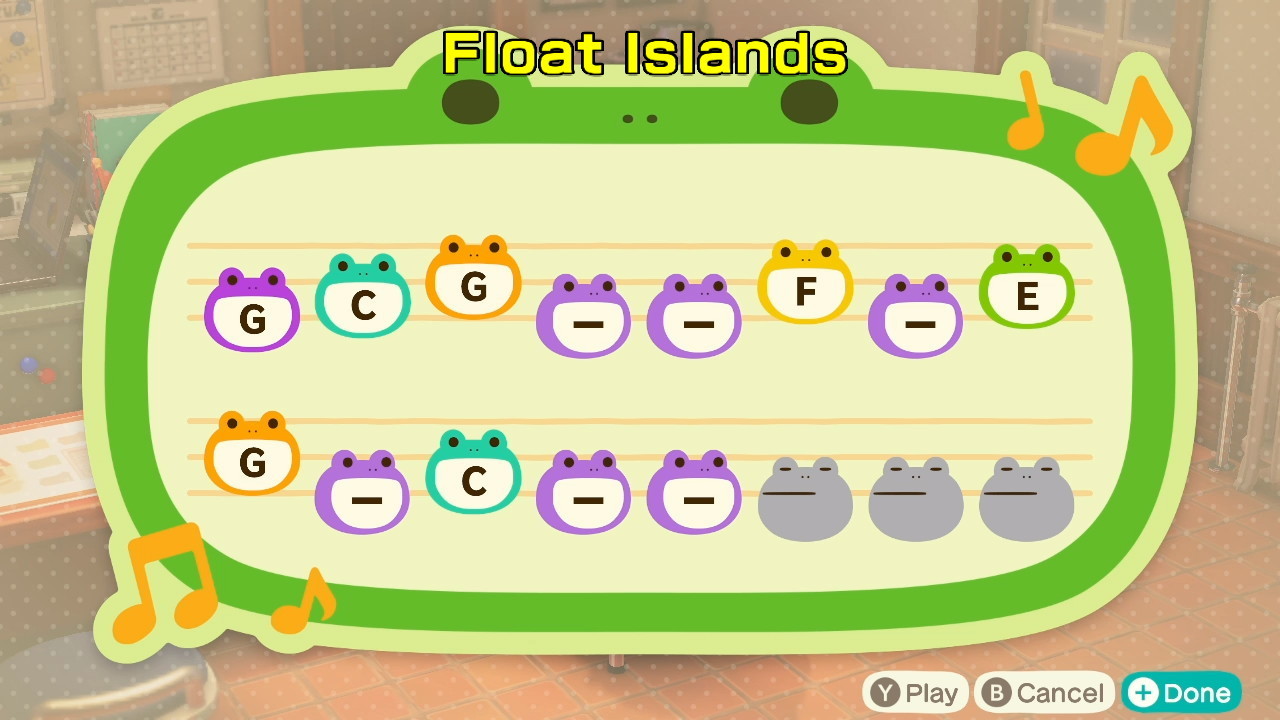 Float Islands
G C G – – F – E
G – C – –
Y Play B Cancel + Done